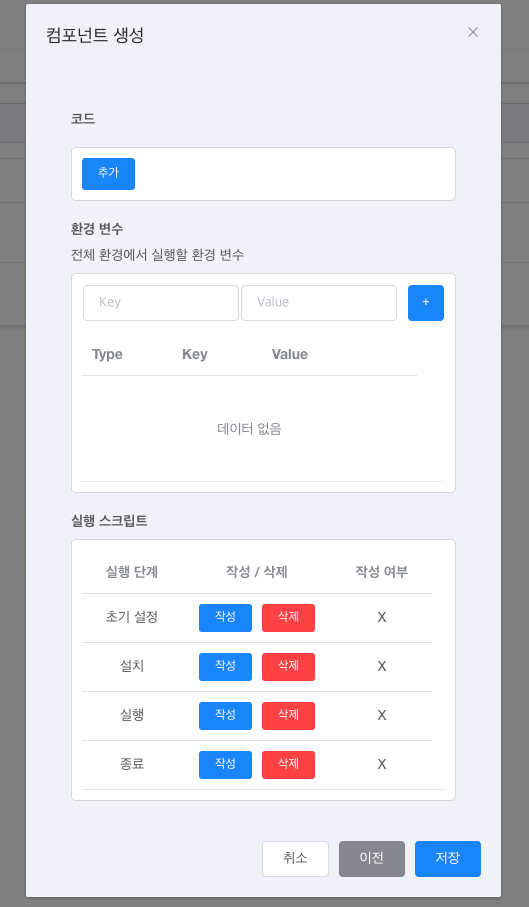 컴포넌트 생성
코드
추가
환경 변수
전체 환경에서 실행할 환경 변수
Key Value +
Type Key Value
데이터 없음
실행 스크립트
실행 단계 작성 / 삭제 작성 여부
초기 설정 작성 삭제 X
설치 작성 삭제 X
실행 작성 삭제 X
종료 작성 삭제 X
취소 이전 저장